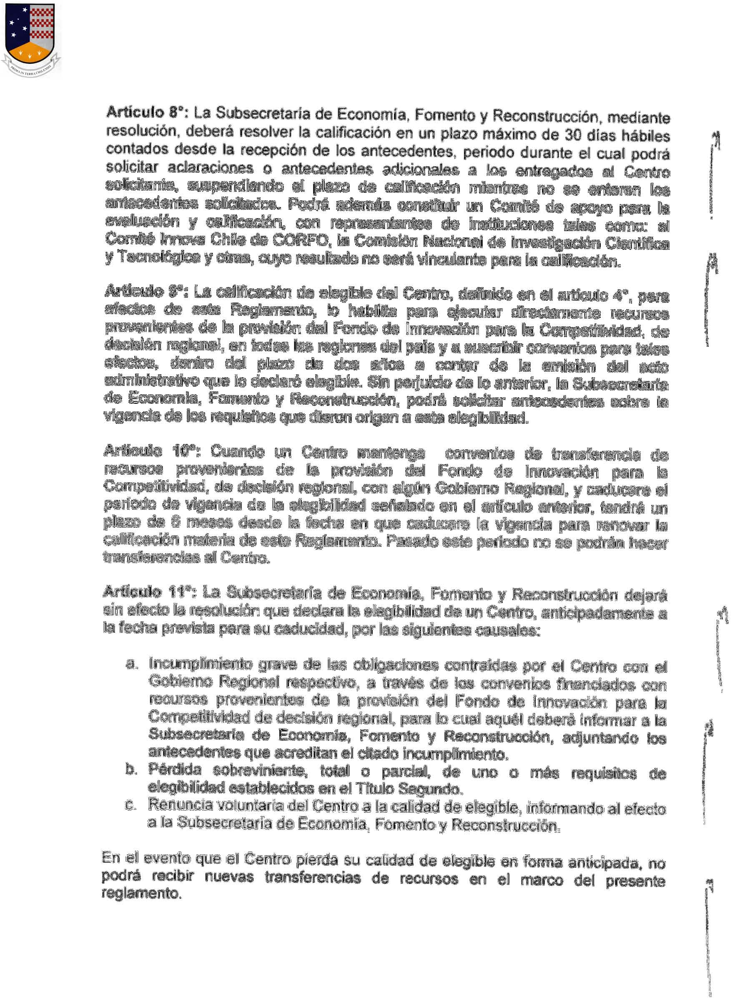 PRIMA IN TERRA CHILENSIS
Artículo 8°: La Subsecretaría de Economía, Fomento y Reconstrucción, mediante
resolución, deberá resolver la calificación en un plazo máximo de 30 días hábiles
contados desde la recepción de los antecedentes, periodo durante el cual podrá
solicitar aclaraciones o antecedentes adicionales a los entregados al Centro
solicitante, suspendiendo el plazo de calificación mientras no se enteren los
antecedentes solicitados. Podrá además constituir un Comité de apoyo para la
evaluación y calificación, con representantes de instituciones tales como: al
Comité Innova Chile de CORFO, la Comisión Nacional de Investigación Científica
y Tecnológica y otras, cuyo resultado no será vinculante para la calificación.
Artículo 9°: La calificación de elegible del Centro, definido en el artículo 4°, para
efectos de este Reglamento, lo habilita para ejecutar directamente recursos
provenientes de la provisión del Fondo de Innovación para la Competitividad, de
decisión regional, en todas las regiones del país y a suscribir convenios para tales
efectos, dentro del plazo de dos años a contar de la emisión del acto
administrativo que lo declaró elegible. Sin perjuicio de lo anterior, la Subsecretaría
de Economía, Fomento y Reconstrucción, podrá solicitar antecedentes sobre la
vigencia de los requisitos que dieron origen a esta elegibilidad.
Artículo 10°: Cuando un Centro mantenga convenios de transferencia de
recursos provenientes de la provisión del Fondo de Innovación para la
Competitividad, de decisión regional, con algún Gobierno Regional, y caducare el
período de vigencia de la elegibilidad señalado en el artículo anterior, tendrá un
plazo de 6 meses desde la fecha en que caducare la vigencia para renovar la
calificación materia de este Reglamento. Pasado este período no se podrán hacer
transferencias al Centro.
Artículo 11°: La Subsecretaría de Economía, Fomento y Reconstrucción dejará
sin efecto la resolución que declara la elegibilidad de un Centro, anticipadamente a
la fecha prevista para su caducidad, por las siguientes causales:
a. Incumplimiento grave de las obligaciones contraídas por el Centro con el
Gobierno Regional respectivo, a través de los convenios financiados con
recursos provenientes de la provisión del Fondo de Innovación para la
Competitividad de decisión regional, para lo cual aquél deberá informar a la
Subsecretaría de Economía, Fomento y Reconstrucción, adjuntando los
antecedentes que acreditan el citado incumplimiento.
b. Pérdida sobreviniente, total o parcial, de uno o más requisitos de
elegibilidad establecidos en el Título Segundo.
c. Renuncia voluntaria del Centro a la calidad de elegible, informando al efecto
a la Subsecretaría de Economía, Fomento y Reconstrucción.
En el evento que el Centro pierda su calidad de elegible en forma anticipada, no
podrá recibir nuevas transferencias de recursos en el marco del presente
reglamento.